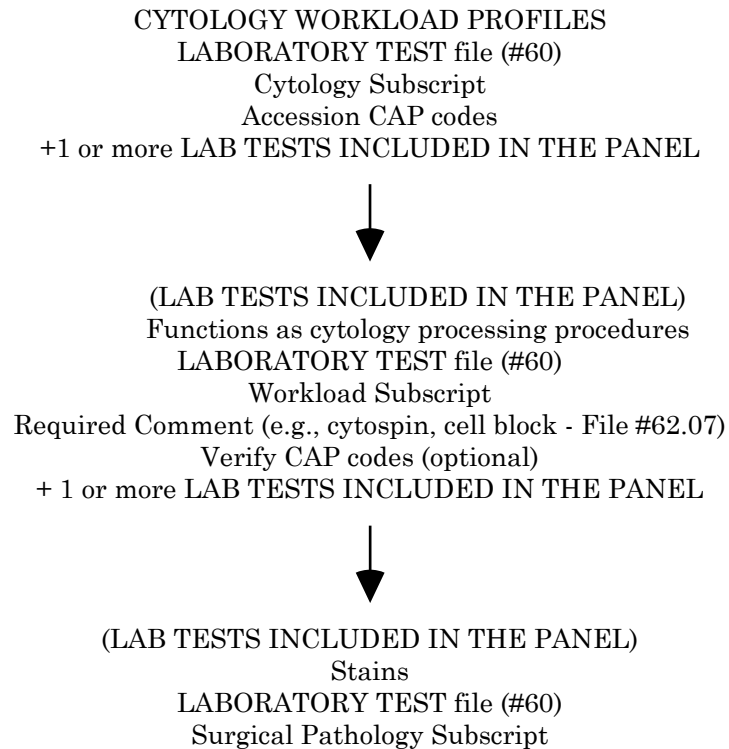 CYTOLOGY WORKLOAD PROFILES
LABORATORY TEST file (#60)
Cytology Subscript
Accession CAP codes
+1 or more LAB TESTS INCLUDED IN THE PANEL
(LAB TESTS INCLUDED IN THE PANEL)
Functions as cytology processing procedures
LABORATORY TEST file (#60)
Workload Subscript
Required Comment (e.g., cytospin, cell block - File #62.07)
Verify CAP codes (optional)
+ 1 or more LAB TESTS INCLUDED IN THE PANEL
(LAB TESTS INCLUDED IN THE PANEL)
Stains
LABORATORY TEST file (#60)
Surgical Pathology Subscript